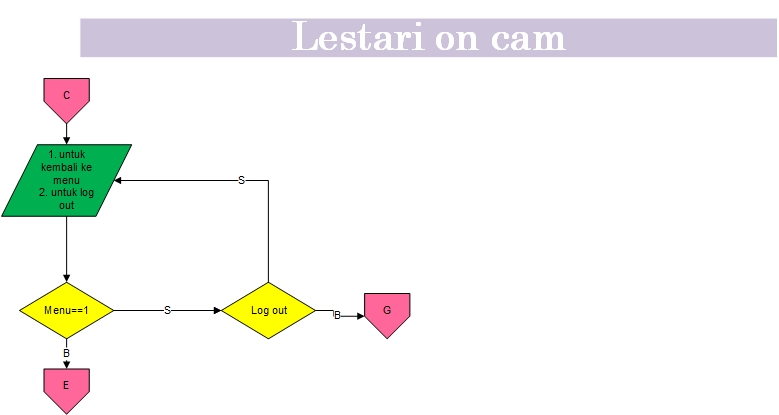 Lestari on cam
C
1. untuk
kembali ke
menu
2. untuk log
out
S
Menu==1
S
Log out
B
G
B
E